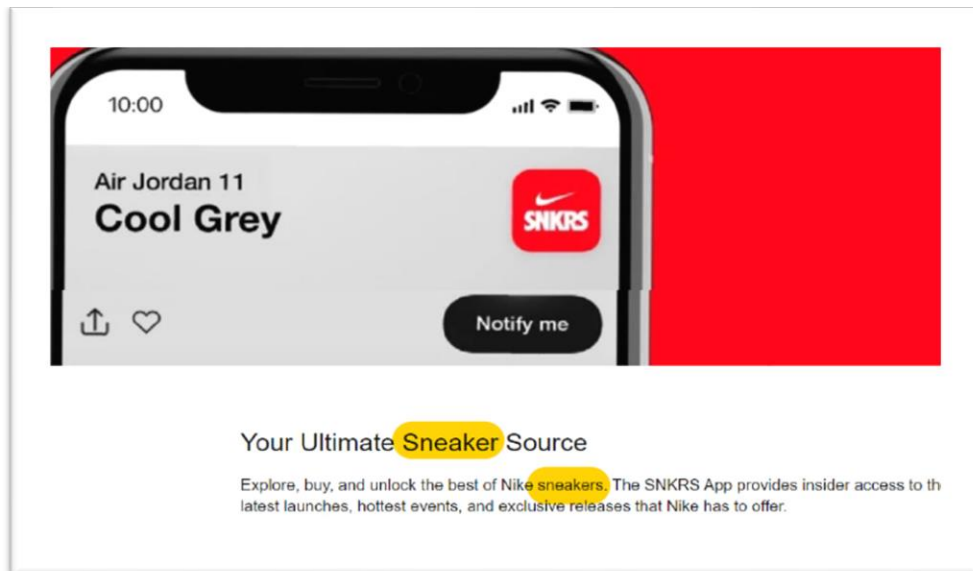 10:00
Air Jordan 11
Cool Grey
SNKRS
Notify me
Your Ultimate Sneaker Source
Explore, buy, and unlock the best of Nike sneakers. The SNKRS App provides insider access to
latest launches, hottest events, and exclusive releases that Nike has to offer.